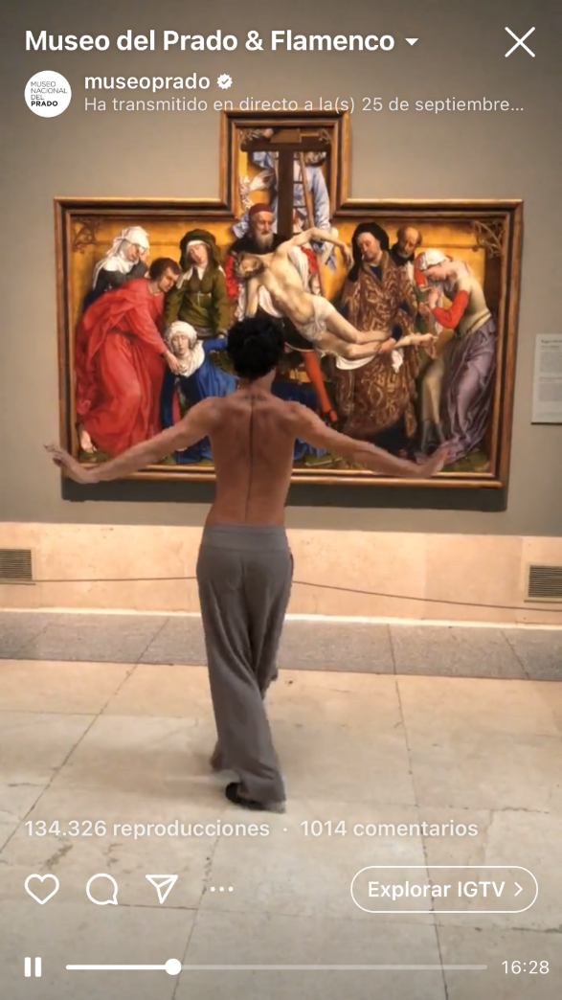 Museo del Prado & Flamenco
MUSEO
NACIONAL
DEL
PRADO
museoprado
Ha transmitido en directo a la(s) 25 de septiembre...
134.326 reproducciones · 1014 comentarios
Explorar IGTV
16:28